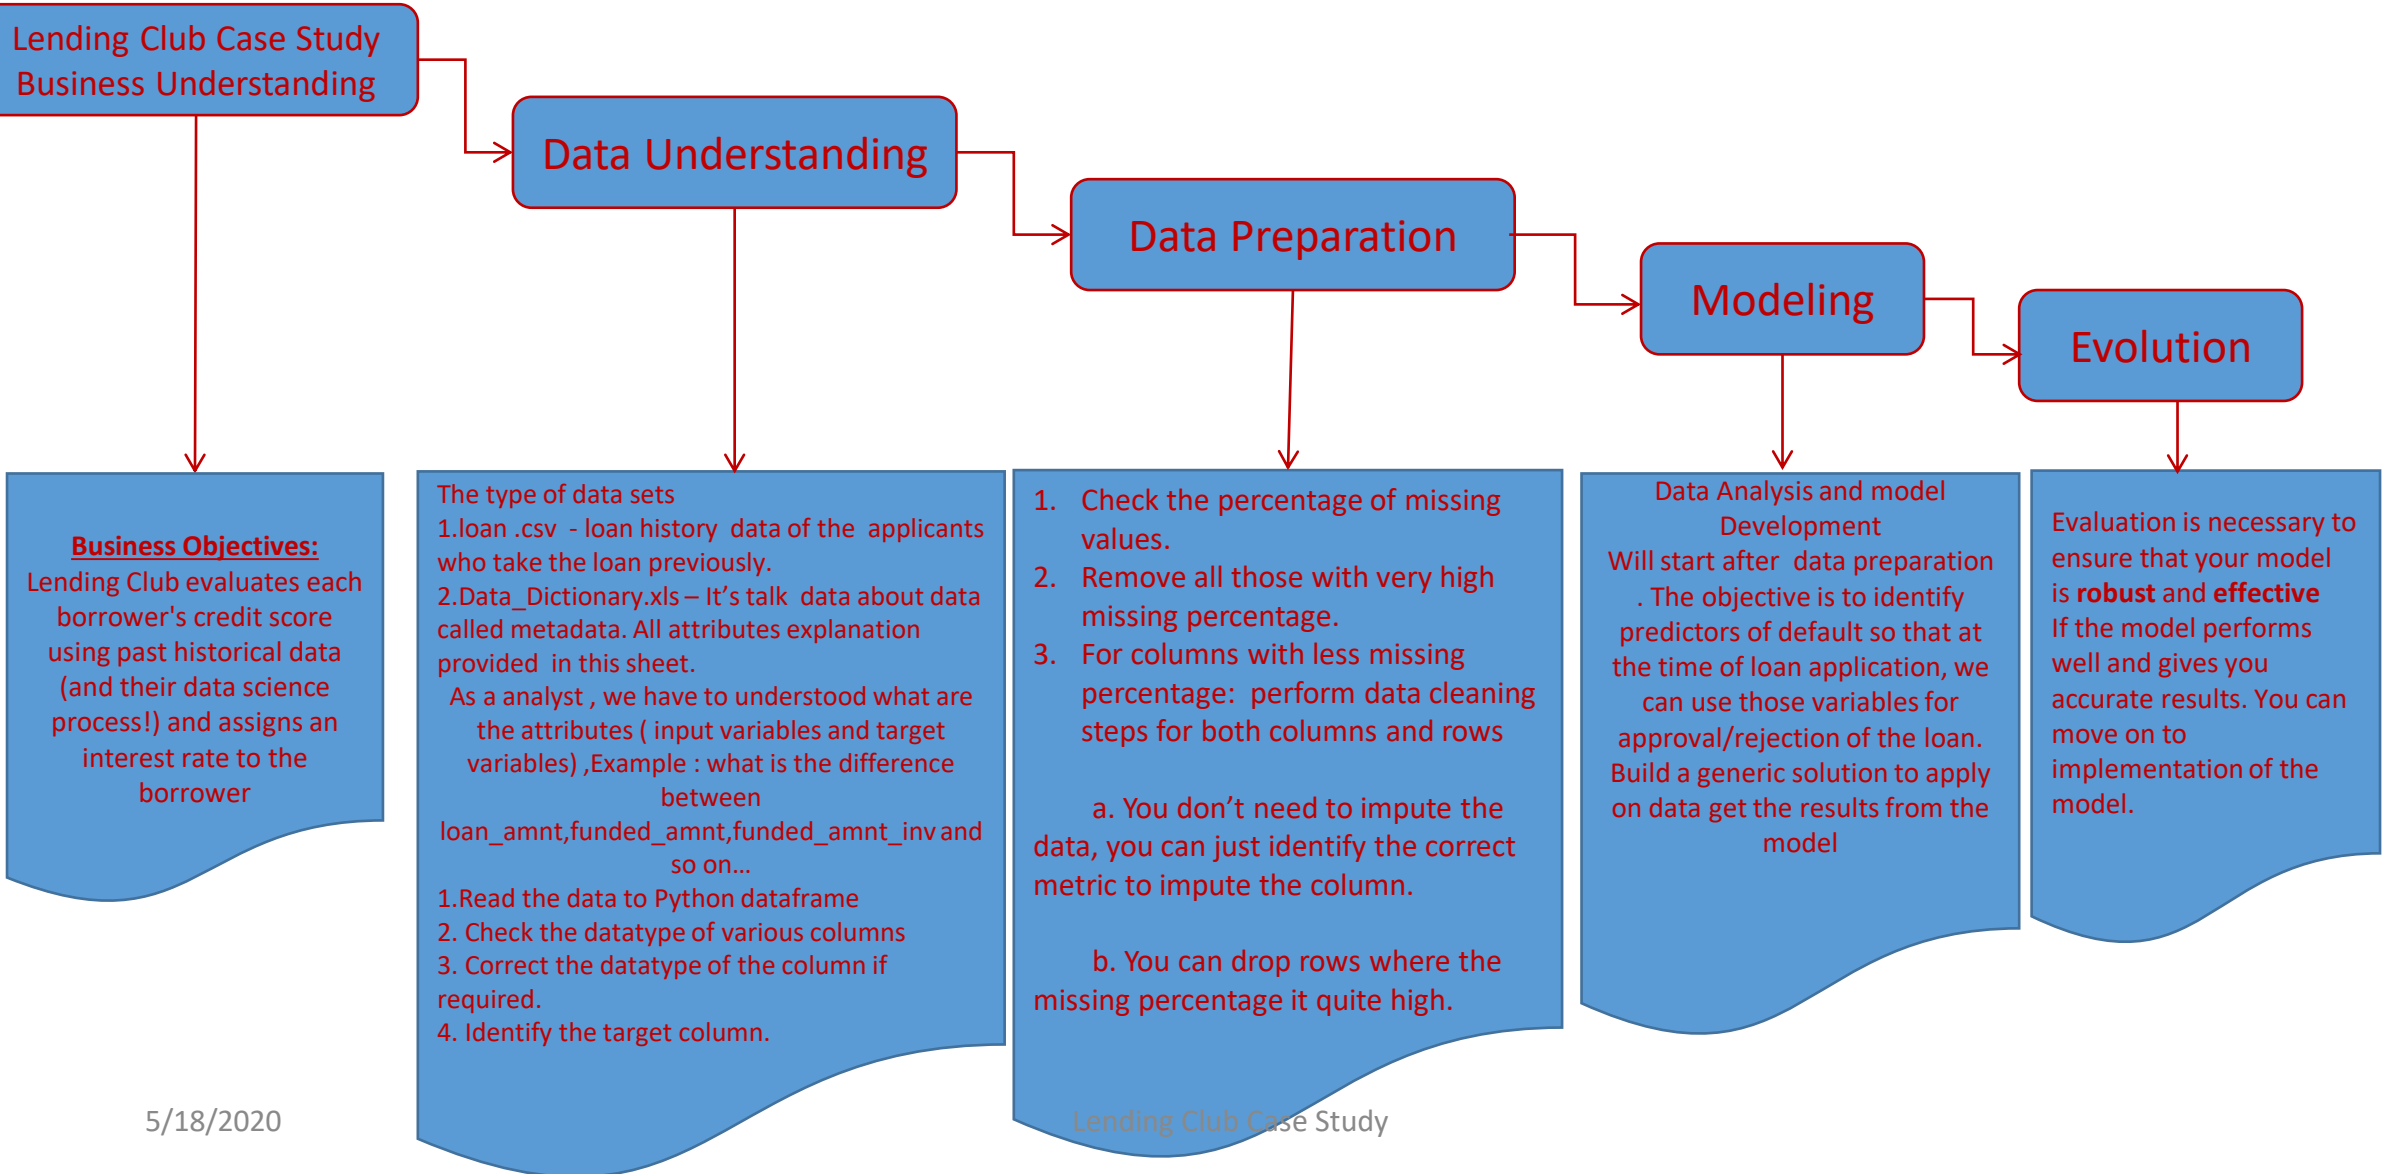 Lending Club Case Study
Business Understanding
Data Understanding
Data Preparation
Modeling
Evolution
Business Objectives:
Lending Club evaluates each
borrower's credit score
using past historical data
(and their data science
process!) and assigns an
interest rate to the
borrower
The type of data sets
1.loan .csv - loan history data of the applicants
who take the loan previously.
2.Data_Dictionary.xls – It’s talk data about data
called metadata. All attributes explanation
provided in this sheet.
As a analyst , we have to understood what are
the attributes ( input variables and target
variables) ,Example : what is the difference
between
loan_amnt,funded_amnt,funded_amnt_inv and
so on…
1.Read the data to Python dataframe
2. Check the datatype of various columns
3. Correct the datatype of the column if
required.
4. Identify the target column.
1. Check the percentage of missing
values.
2. Remove all those with very high
missing percentage.
3. For columns with less missing
percentage: perform data cleaning
steps for both columns and rows
a. You don’t need to impute the
data, you can just identify the correct
metric to impute the column.
b. You can drop rows where the
missing percentage it quite high.
Data Analysis and model
Development
Will start after data preparation
. The objective is to identify
predictors of default so that at
the time of loan application, we
can use those variables for
approval/rejection of the loan.
Build a generic solution to apply
on data get the results from the
model
Evaluation is necessary to
ensure that your model
is robust and effective
If the model performs
well and gives you
accurate results. You can
move on to
implementation of the
model.
5/18/2020
Lending Club Case Study